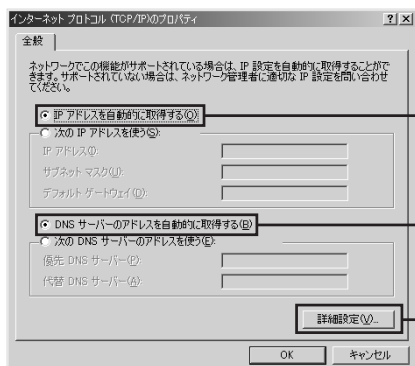 インターネット プロトコル (TCP/IP)のプロパティ
全般
ネットワークでこの機能がサポートされている場合は、IP 設定を自動的に取得することがで
きます。サポートされていない場合は、ネットワーク管理者に適切な IP 設定を問い合わせ
てください。
IP アドレスを自動的に取得する(O)
次の IP アドレスを使う(S):
IP アドレス(I):
サブネット マスク(U):
デフォルト ゲートウェイ(D):
DNS サーバーのアドレスを自動的に取得する(B)
次の DNS サーバーのアドレスを使う(E):
優先 DNS サーバー(P):
代替 DNS サーバー(A):
詳細設定(V)...
OK
キャンセル